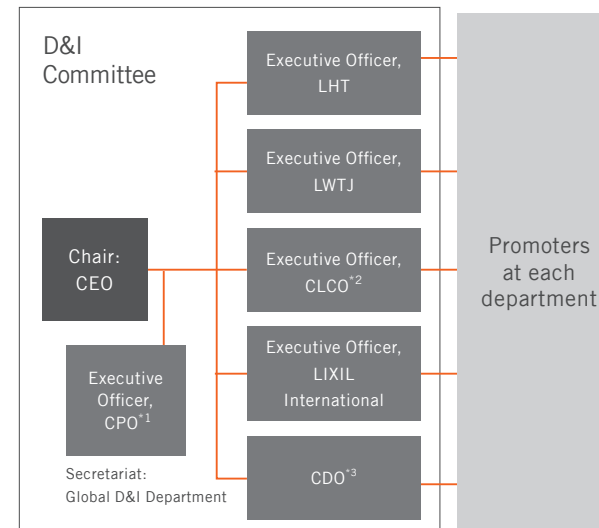 D&I
Committee
Executive Officer,
LHT
Executive Officer,
LWTJ
Chair:
CEO
Executive Officer,
CLCO*2
Executive Officer,
LIXIL
International
Executive
Officer,
CPO*1
CDO*3
Secretariat:
Global D&I Department
Promoters
at each
department